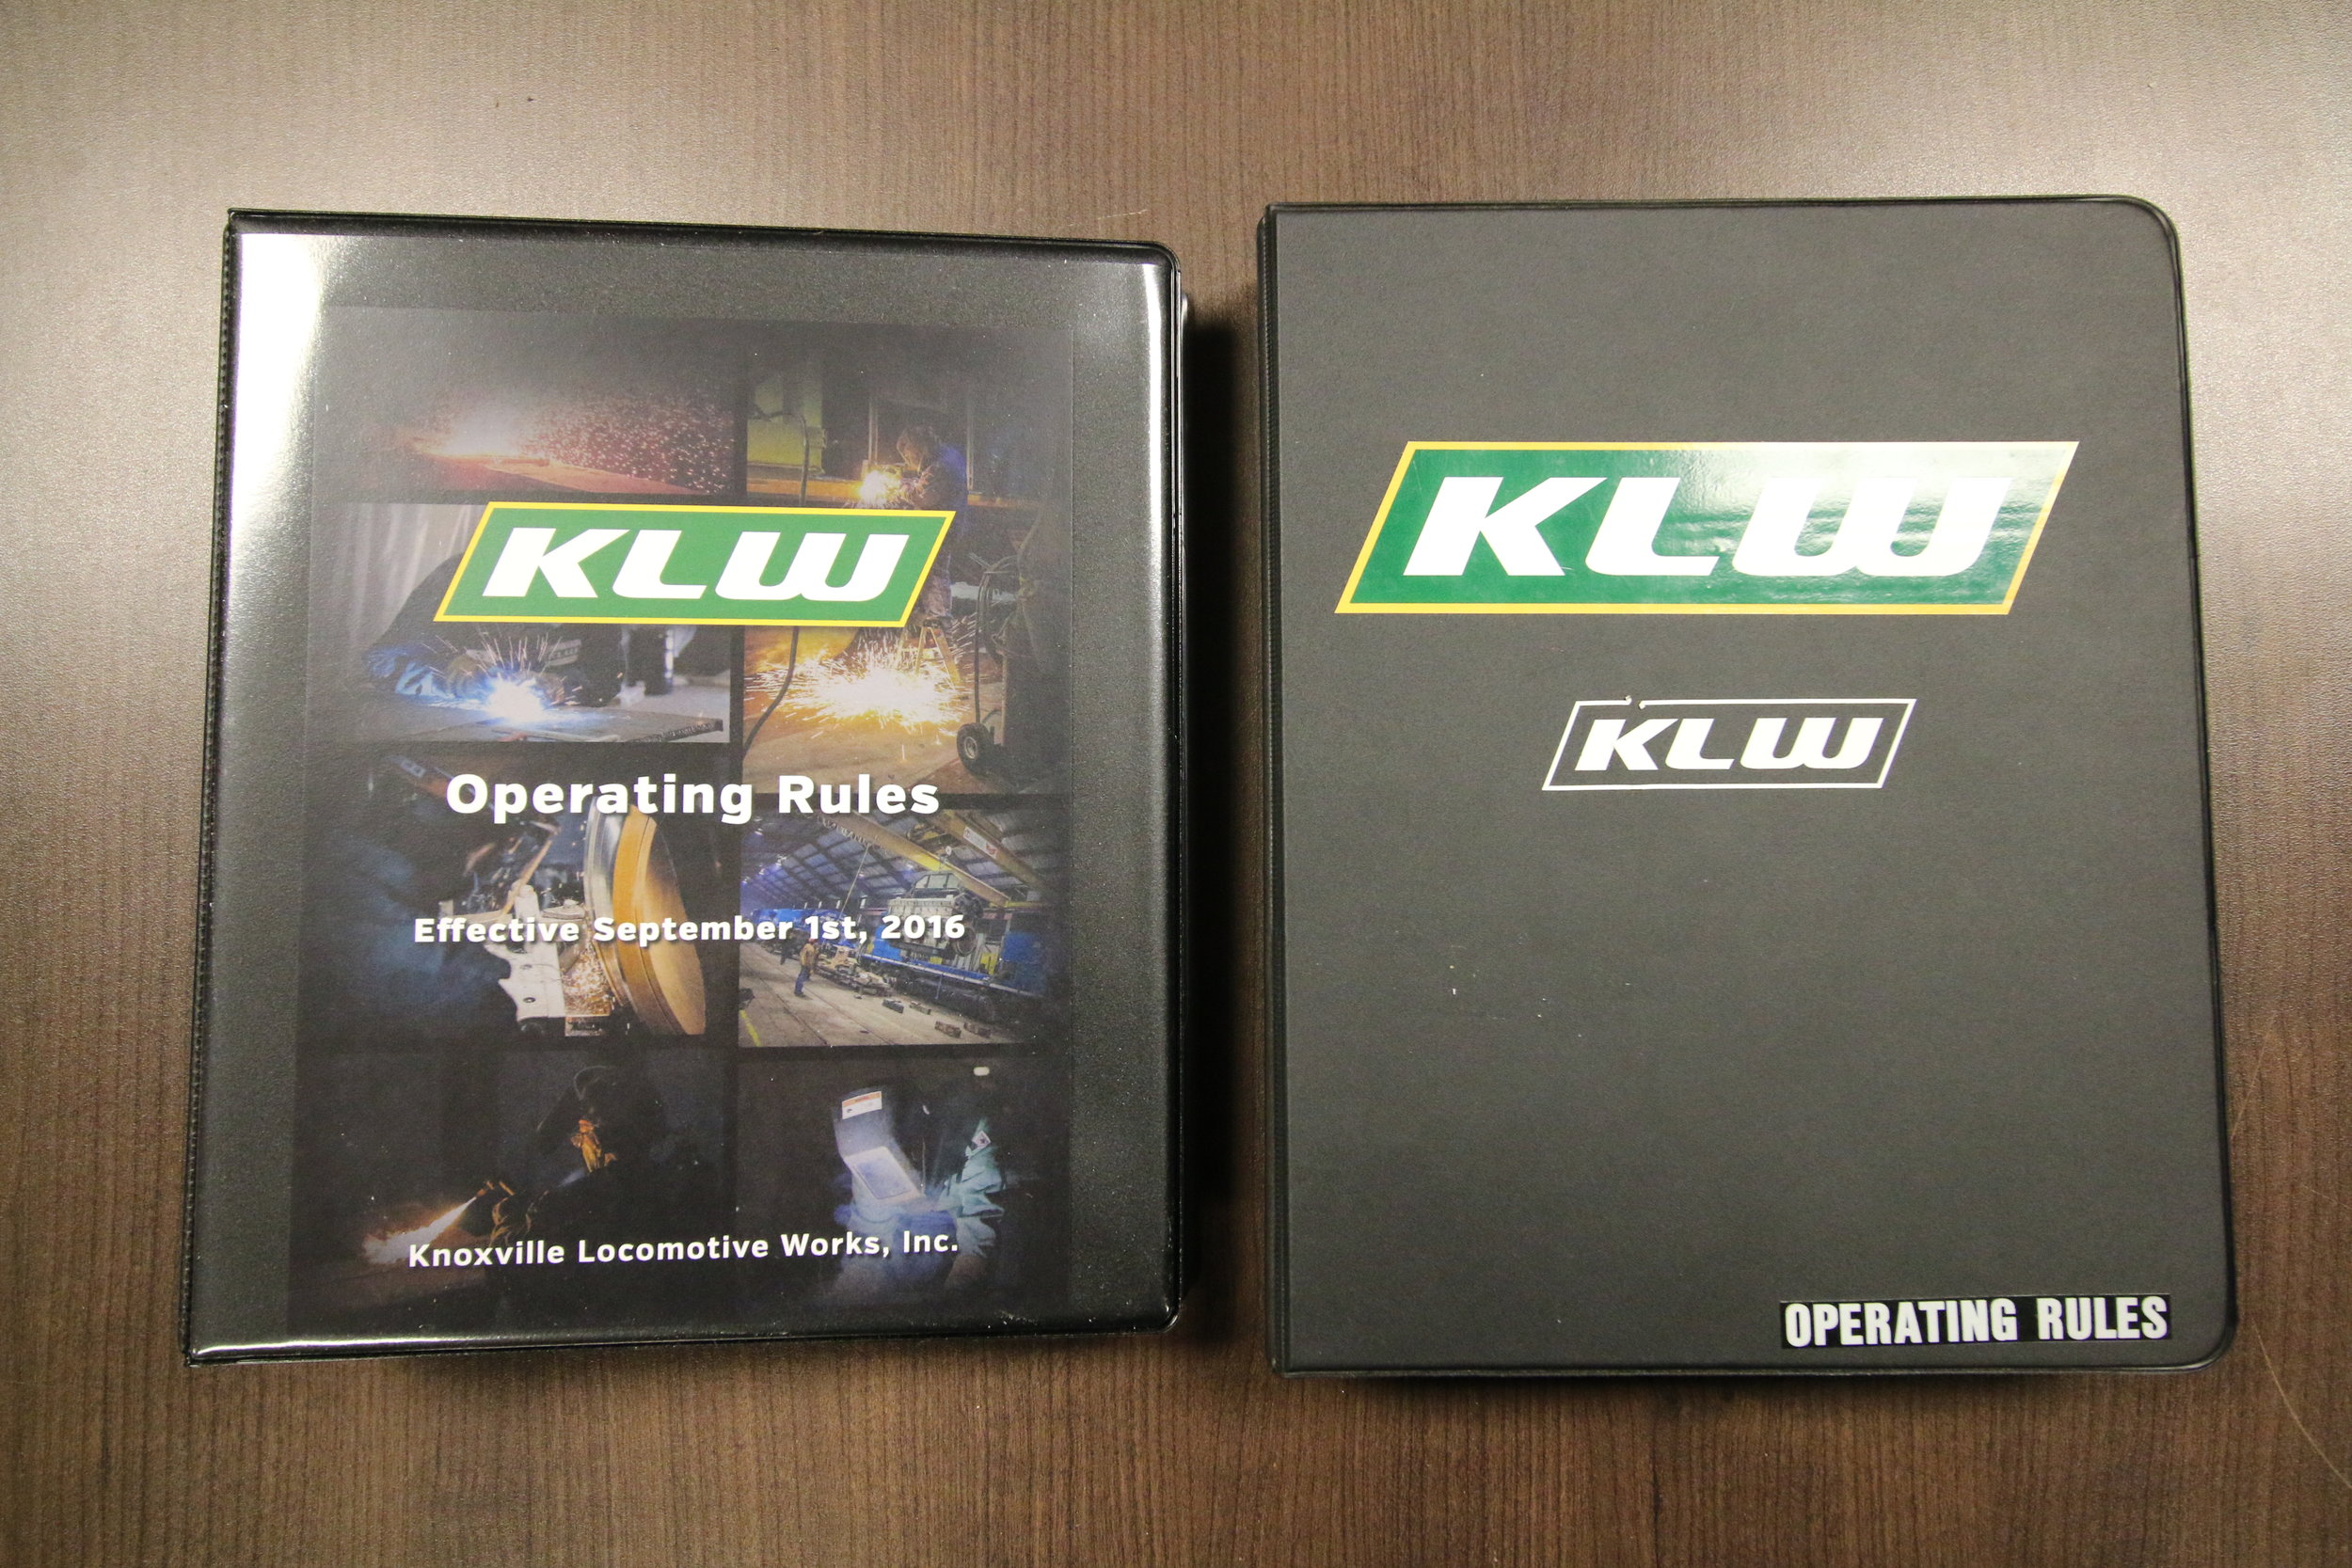 KLW
Operating Rules
Effective September 1st, 2016
Knoxville Locomotive Works, Inc.
KLW
KLW
OPERATING RULES